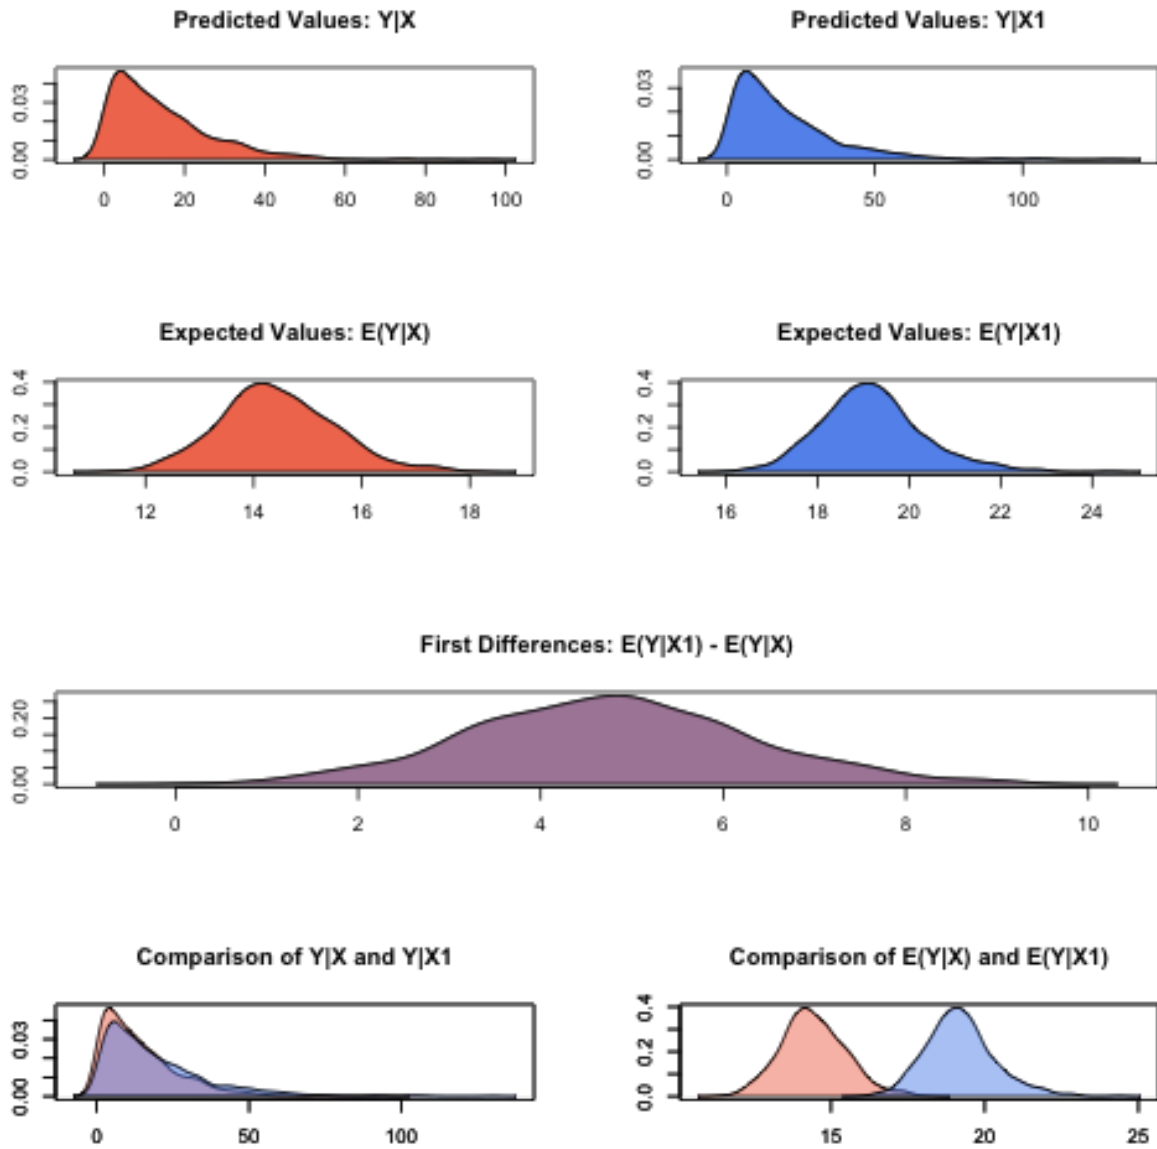 Predicted Values: Y|X
Predicted Values: Y|X1
0.00 0.03
0 20 40 60 80 100
0.00 0.03
0 50 100
Expected Values: E(Y|X)
Expected Values: E(Y|X1)
0.0 0.2 0.4
12 14 16 18
0.0 0.2 0.4
16 18 20 22 24
First Differences: E(Y|X1) - E(Y|X)
0.00 0.20
0 2 4 6 8 10
Comparison of Y|X and Y|X1
Comparison of E(Y|X) and E(Y|X1)
0.00 0.03
0 50 100
0.0 0.2 0.4
15 20 25